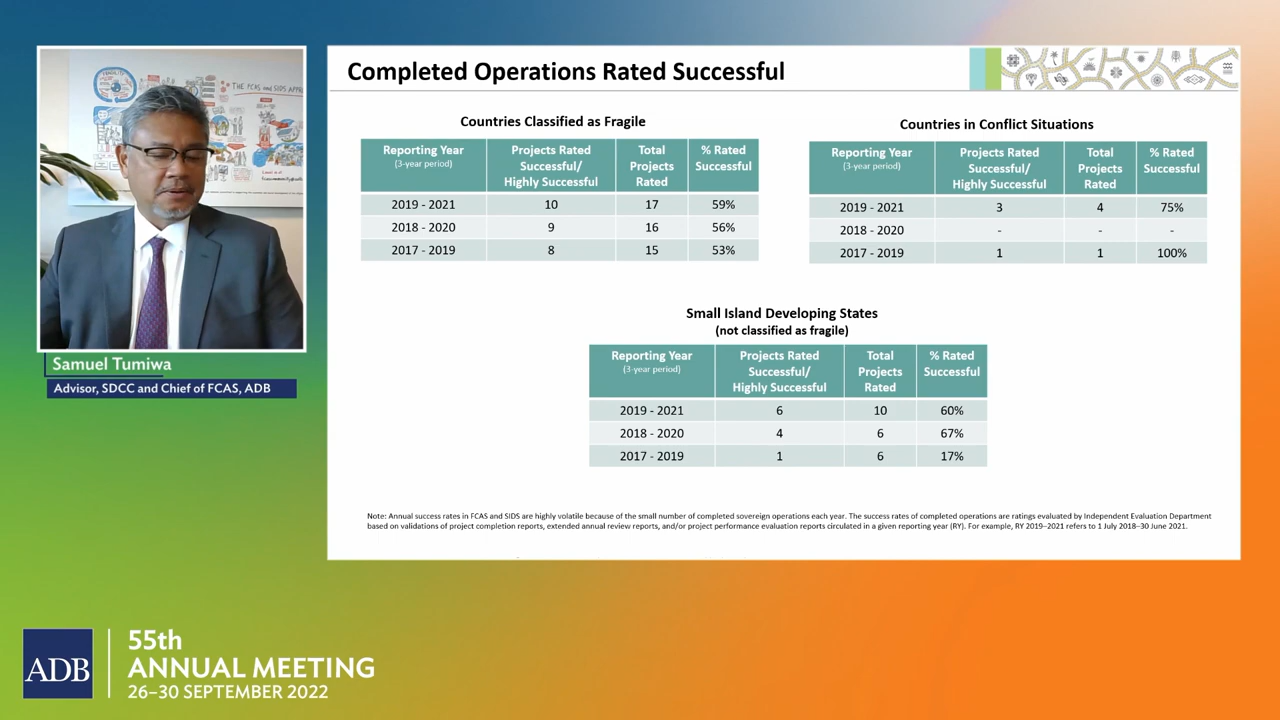 THE FCAS and SIDS APPR
Samuel Tumiwa
Advisor, SDCC and Chief of FCAS, ADB
Completed Operations Rated Successful
Countries Classified as Fragile
Reporting Year (3-year period) Projects Rated Successful/ Highly Successful Total Projects Rated % Rated Successful
2019 - 2021 10 17 59%
2018 - 2020 9 16 56%
2017 - 2019 8 15 53%
Countries in Conflict Situations
Reporting Year (3-year period) Projects Rated Successful/ Highly Successful Total Projects Rated % Rated Successful
2019 - 2021 3 4 75%
2018 - 2020 - - -
2017 - 2019 1 1 100%
Small Island Developing States
(not classified as fragile)
Reporting Year (3-year period) Projects Rated Successful/ Highly Successful Total Projects Rated % Rated Successful
2019 - 2021 6 10 60%
2018 - 2020 4 6 67%
2017 - 2019 1 6 17%
Note: Annual success rates in FCAS and SIDS are highly volatile because of the small number of completed sovereign operations each year. The success rates of completed operations are ratings evaluated by Independent Evaluation Department
based on validations of project completion reports, extended annual review reports, and/or project performance evaluation reports circulated in a given reporting year (RY). For example, RY 2019–2021 refers to 1 July 2018–30 June 2021.
ADB
55th
ANNUAL MEETING
26–30 SEPTEMBER 2022